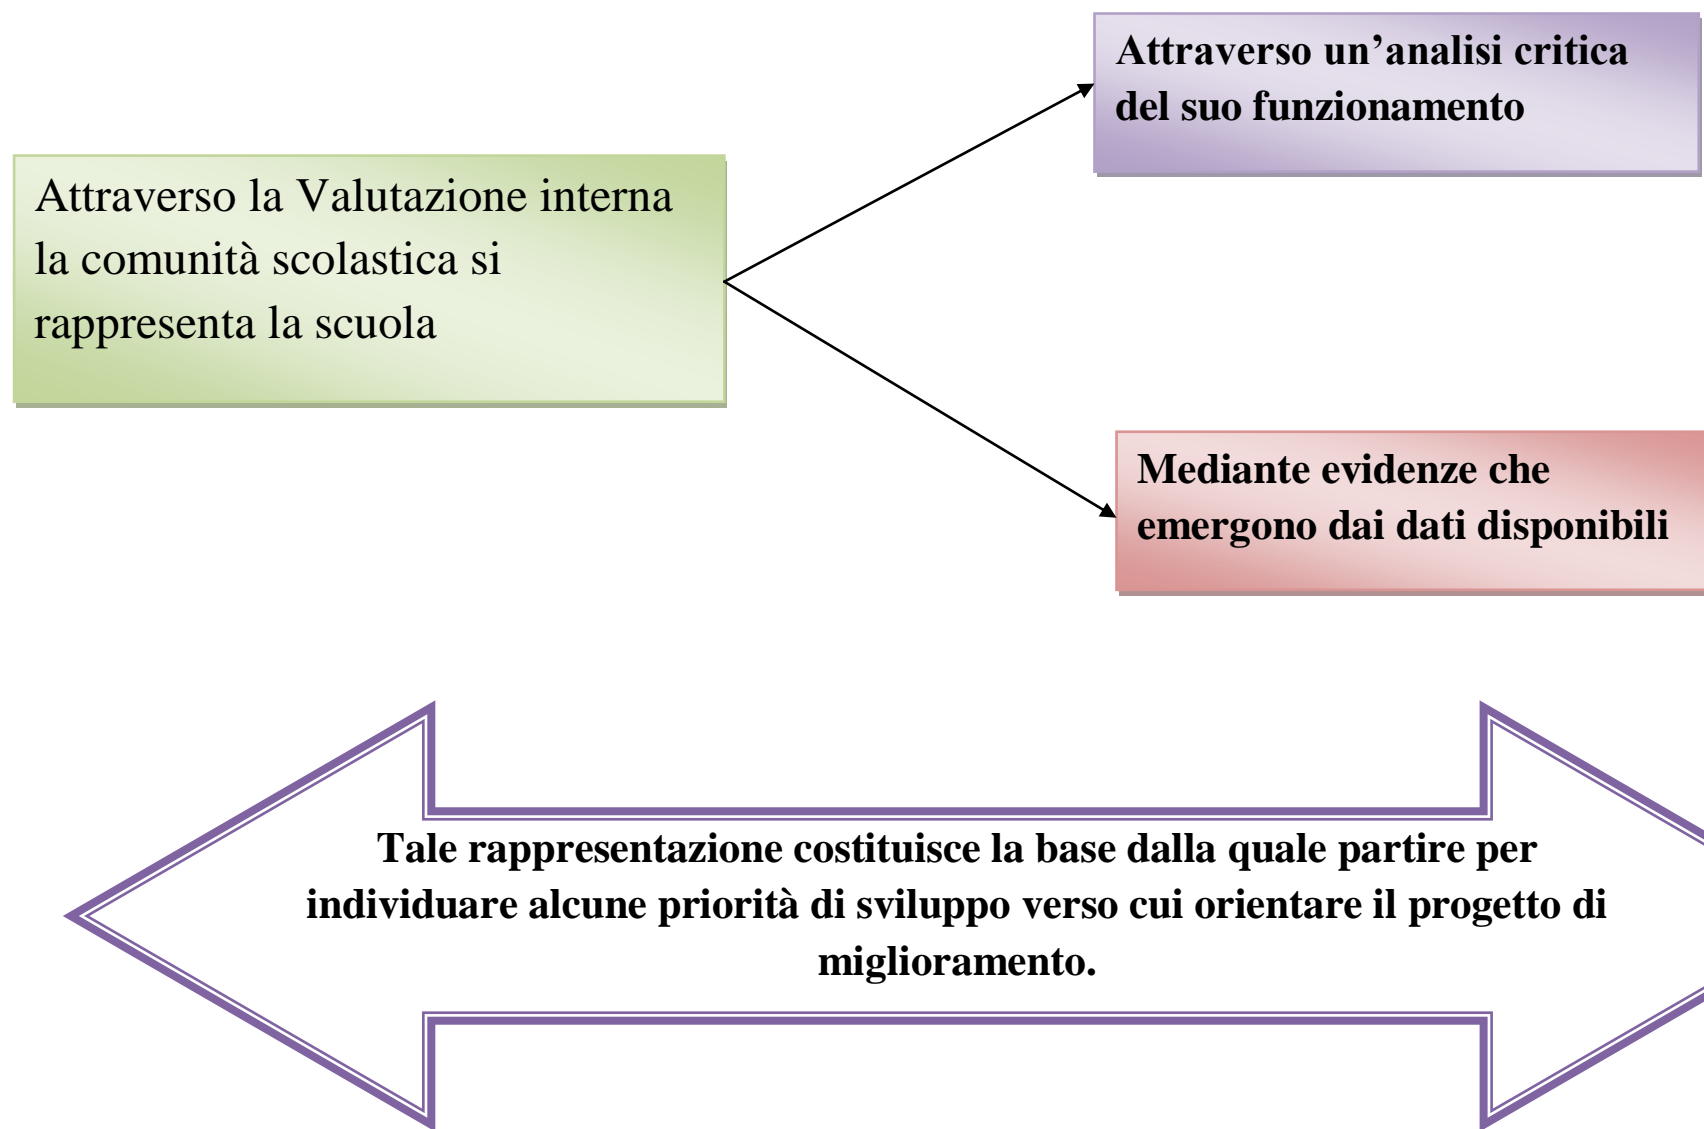 Attraverso un’analisi critica
del suo funzionamento
Attraverso la Valutazione interna
la comunità scolastica si
rappresenta la scuola
Mediante evidenze che
emergono dai dati disponibili
Tale rappresentazione costituisce la base dalla quale partire per
individuare alcune priorità di sviluppo verso cui orientare il progetto di
miglioramento.